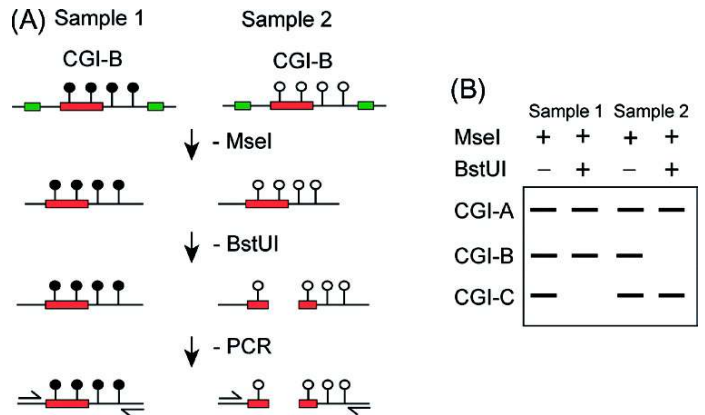 (A) Sample 1 Sample 2
CGI-B CGI-B
- MseI
- BstUI
- PCR
(B)
Sample 1 Sample 2
MseI + + + +
BstUI – + – +
CGI-A
CGI-B
CGI-C